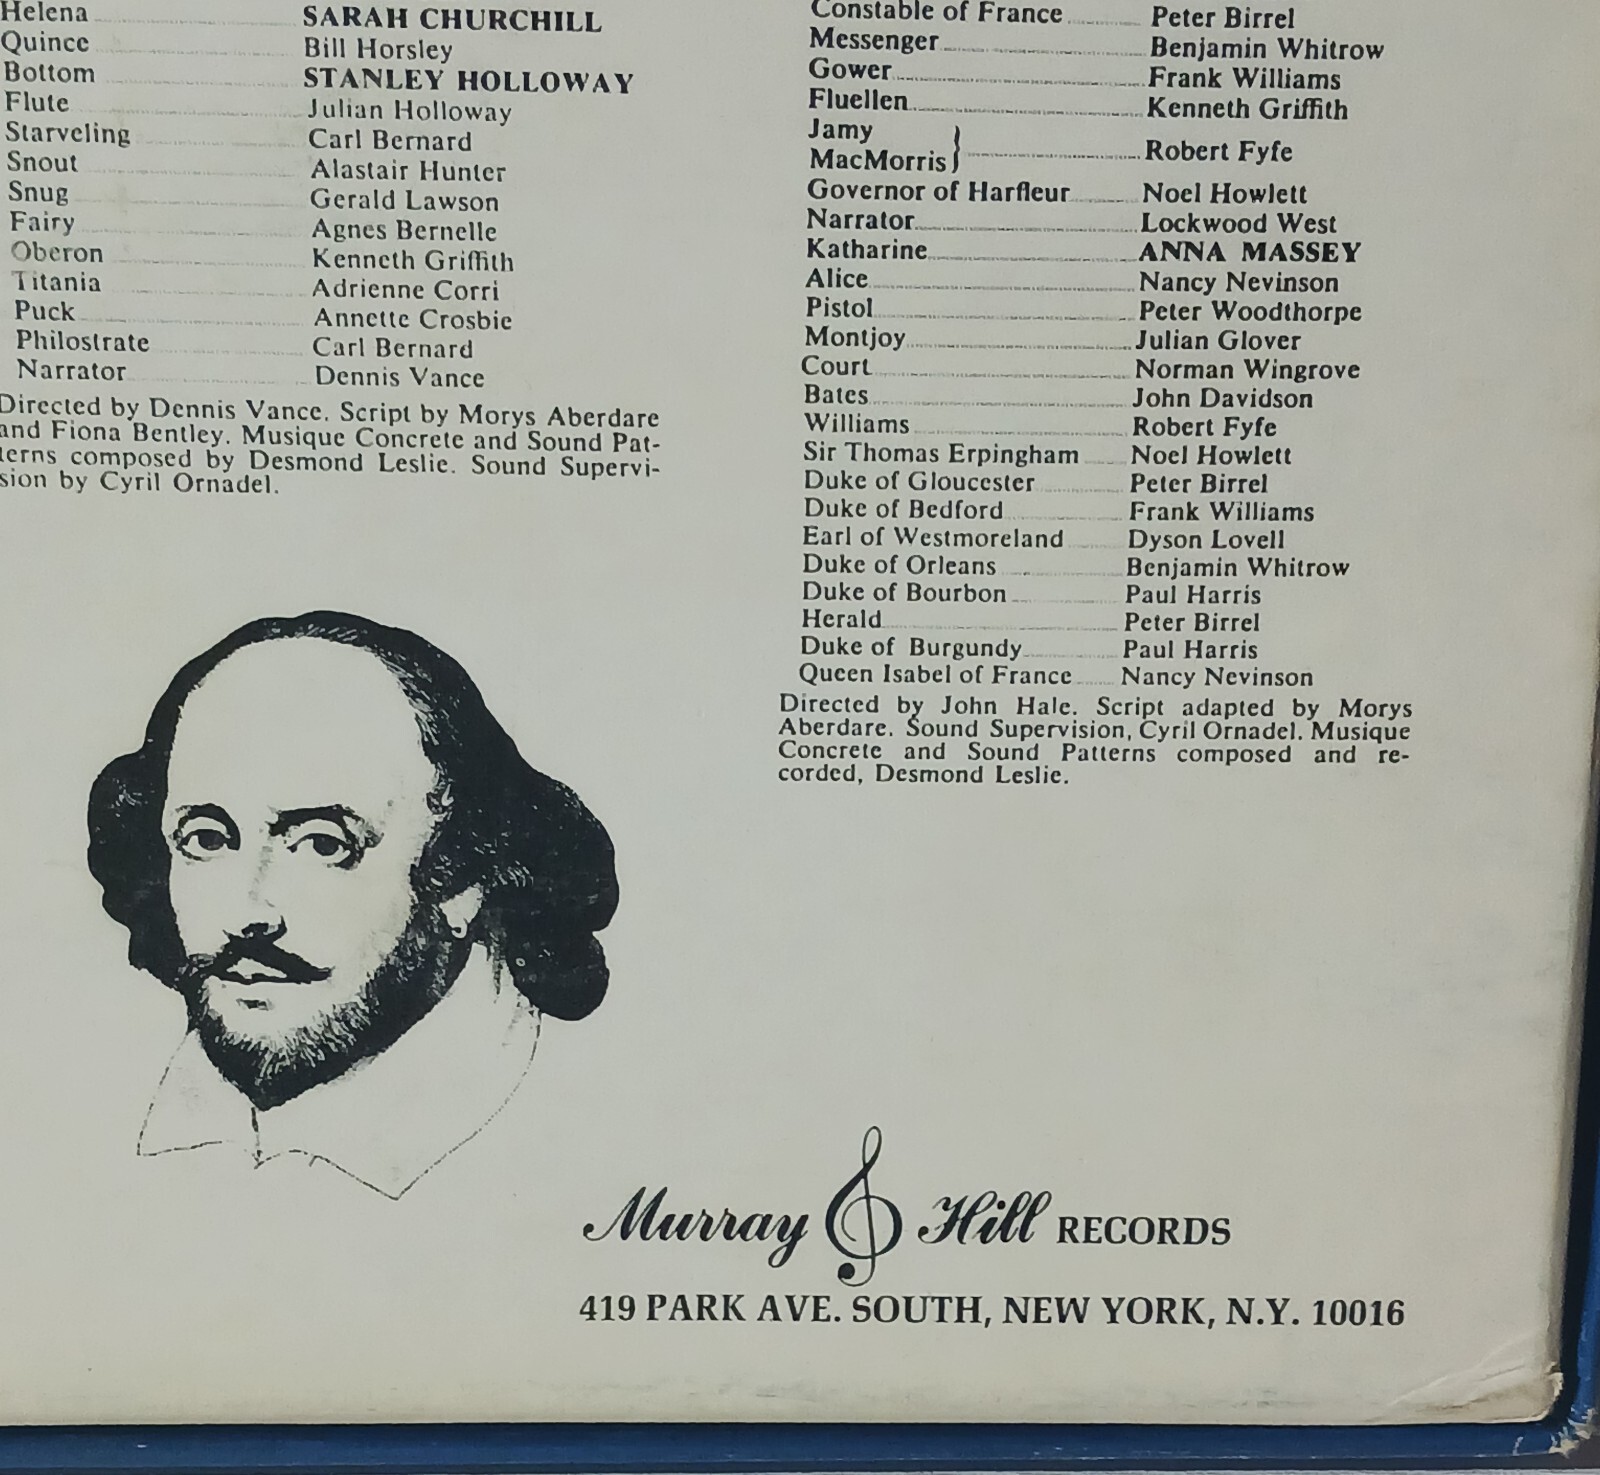 Helena SARAH CHURCHILL
Quince Bill Horsley
Bottom STANLEY HOLLOWAY
Flute Julian Holloway
Starveling Carl Bernard
Snout Alastair Hunter
Snug Gerald Lawson
Fairy Agnes Bernelle
Oberon Kenneth Griffith
Titania Adrienne Corri
Puck Annette Crosbie
Philostrate Carl Bernard
Narrator Dennis Vance
Directed by Dennis Vance. Script by Morys Aberdare
and Fiona Bentley. Musique Concrete and Sound Pat-
terns composed by Desmond Leslie. Sound Supervi-
sion by Cyril Ornadel.
Constable of France Peter Birrel
Messenger Benjamin Whitrow
Gower Frank Williams
Fluellen Kenneth Griffith
Jamy
MacMorris } Robert Fyfe
Governor of Harfleur Noel Howlett
Narrator Lockwood West
Katharine ANNA MASSEY
Alice Nancy Nevinson
Pistol Peter Woodthorpe
Montjoy Julian Glover
Court Norman Wingrove
Bates John Davidson
Williams Robert Fyfe
Sir Thomas Erpingham Noel Howlett
Duke of Gloucester Peter Birrel
Duke of Bedford Frank Williams
Earl of Westmoreland Dyson Lovell
Duke of Orleans Benjamin Whitrow
Duke of Bourbon Paul Harris
Herald Peter Birrel
Duke of Burgundy Paul Harris
Queen Isabel of France Nancy Nevinson
Directed by John Hale. Script adapted by Morys
Aberdare. Sound Supervision, Cyril Ornadel. Musique
Concrete and Sound Patterns composed and re-
corded, Desmond Leslie.
Murray Hill RECORDS
419 PARK AVE. SOUTH, NEW YORK, N.Y. 10016